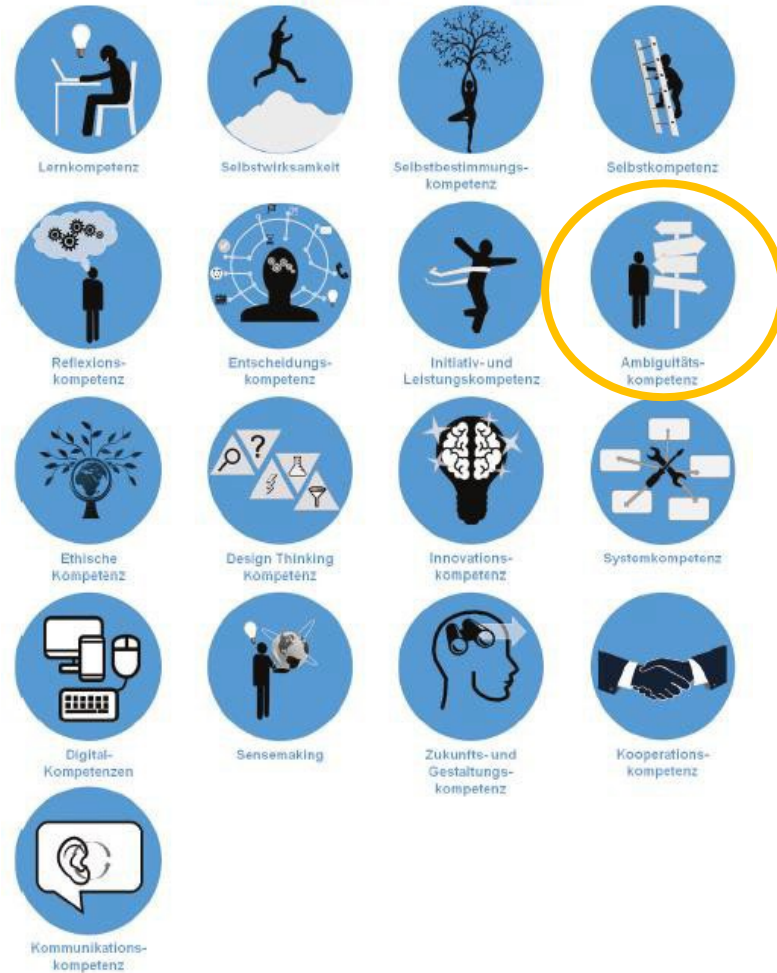 Lernkompetenz
Selbstwirksamkeit
Selbstbestimmungs-
kompetenz
Selbstkompetenz
Reflexions-
kompetenz
Entscheidungs-
kompetenz
Initiativ- und
Leistungskompetenz
Ambiguitäts-
kompetenz
Ethische
Kompetenz
?
Design Thinking
Kompetenz
Innovations-
kompetenz
Systemkompetenz
Digital-
Kompetenzen
Sensemaking
Zukunfts- und
Gestaltungs-
kompetenz
Kooperations-
kompetenz
Kommunikations-
kompetenz